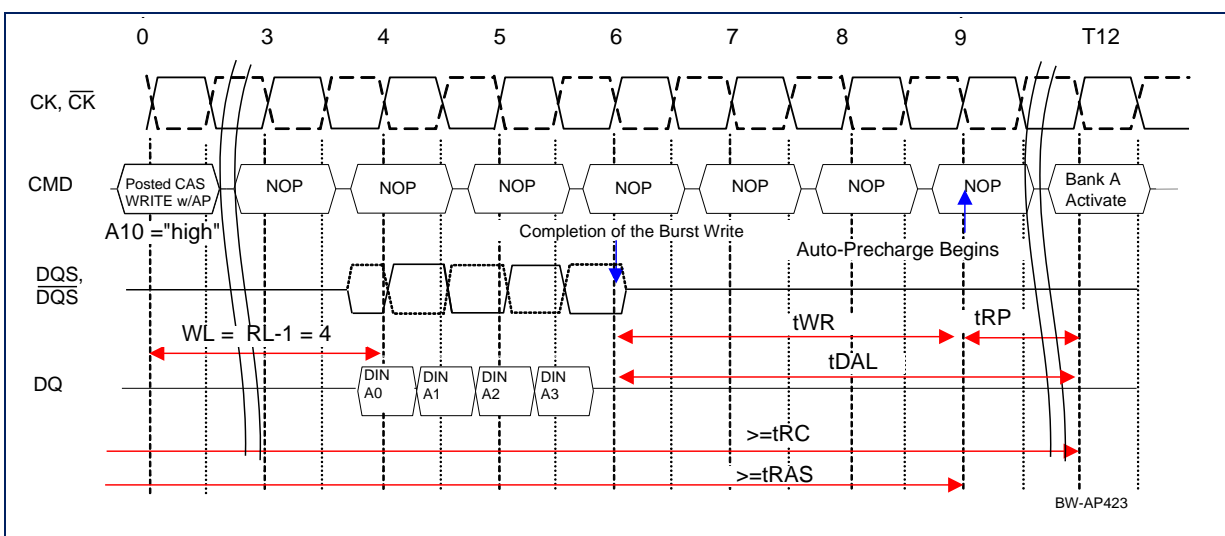 0 3 4 5 6 7 8 9 T12
CK, CK
CMD
Posted CAS
WRITE w/AP
NOP NOP NOP NOP NOP NOP NOP
Bank A
Activate
A10 ="high"
Completion of the Burst Write
Auto-Precharge Begins
DQS,
DQS
WL = RL-1 = 4
tWR
tRP
tDAL
DQ
DIN
A0
DIN
A1
DIN
A2
DIN
A3
>=tRC
>=tRAS
BW-AP423